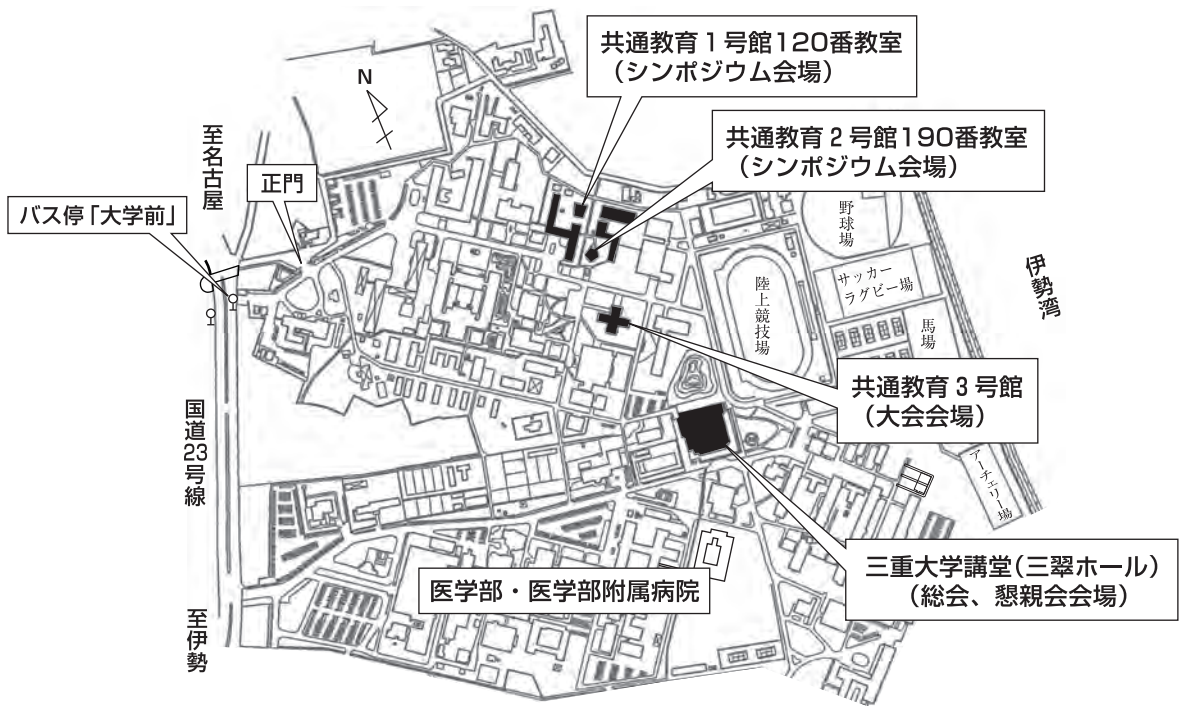 共通教育1号館120番教室
（シンポジウム会場）
N
共通教育2号館190番教室
（シンポジウム会場）
至名古屋
正門
バス停「大学前」
野球場
サッカー
ラグビー場
伊勢湾
陸上競技場
馬場
共通教育3号館
（大会会場）
国道23号線
アーチェリー場
三重大学講堂（三翠ホール）
（総会、懇親会会場）
医学部・医学部附属病院
至伊勢